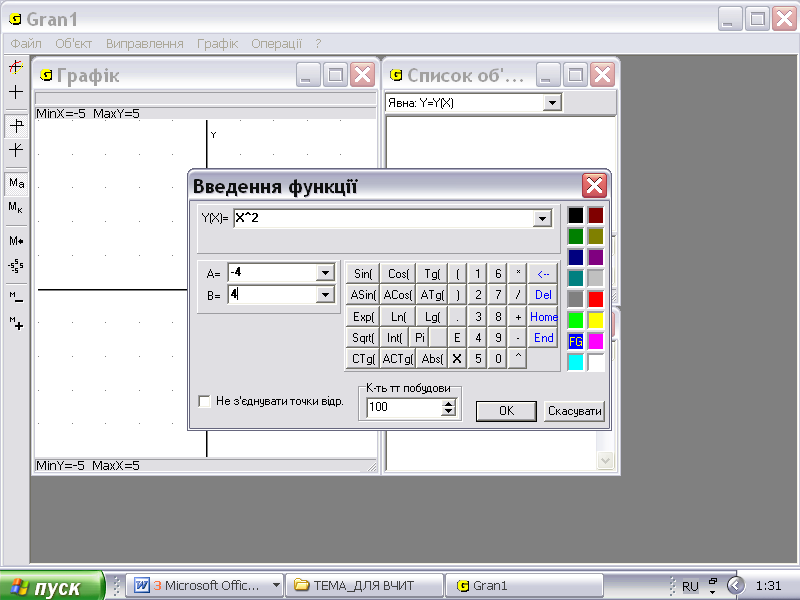 Gran1
Файл Об'єкт Виправлення Графік Операції ?
Графік
MinX=-5 MaxY=5
Y
MinY=-5 MaxX=5
Список об'...
Явна: Y=Y(X)
Введення функції
Y(X)= X^2
A= -4
B= 4
Sin( Cos( Tg( ( 1 6 * <--
ASin( ACos( ATg( ) 2 7 / Del
Exp( Ln( Lg( . 3 8 + Home
Sqrt( Int( Pi E 4 9 - End
CTg( ACTg( Abs( X 5 0 ^
FG
Не з'єднувати точки відр.
К-ть тт побудови
100
OK
Скасувати
Ma
Мк
M
-555
M
M
пуск
3 Microsoft Offic...
ТЕМА_ДЛЯ ВЧИТ
Gran1
RU
1:31